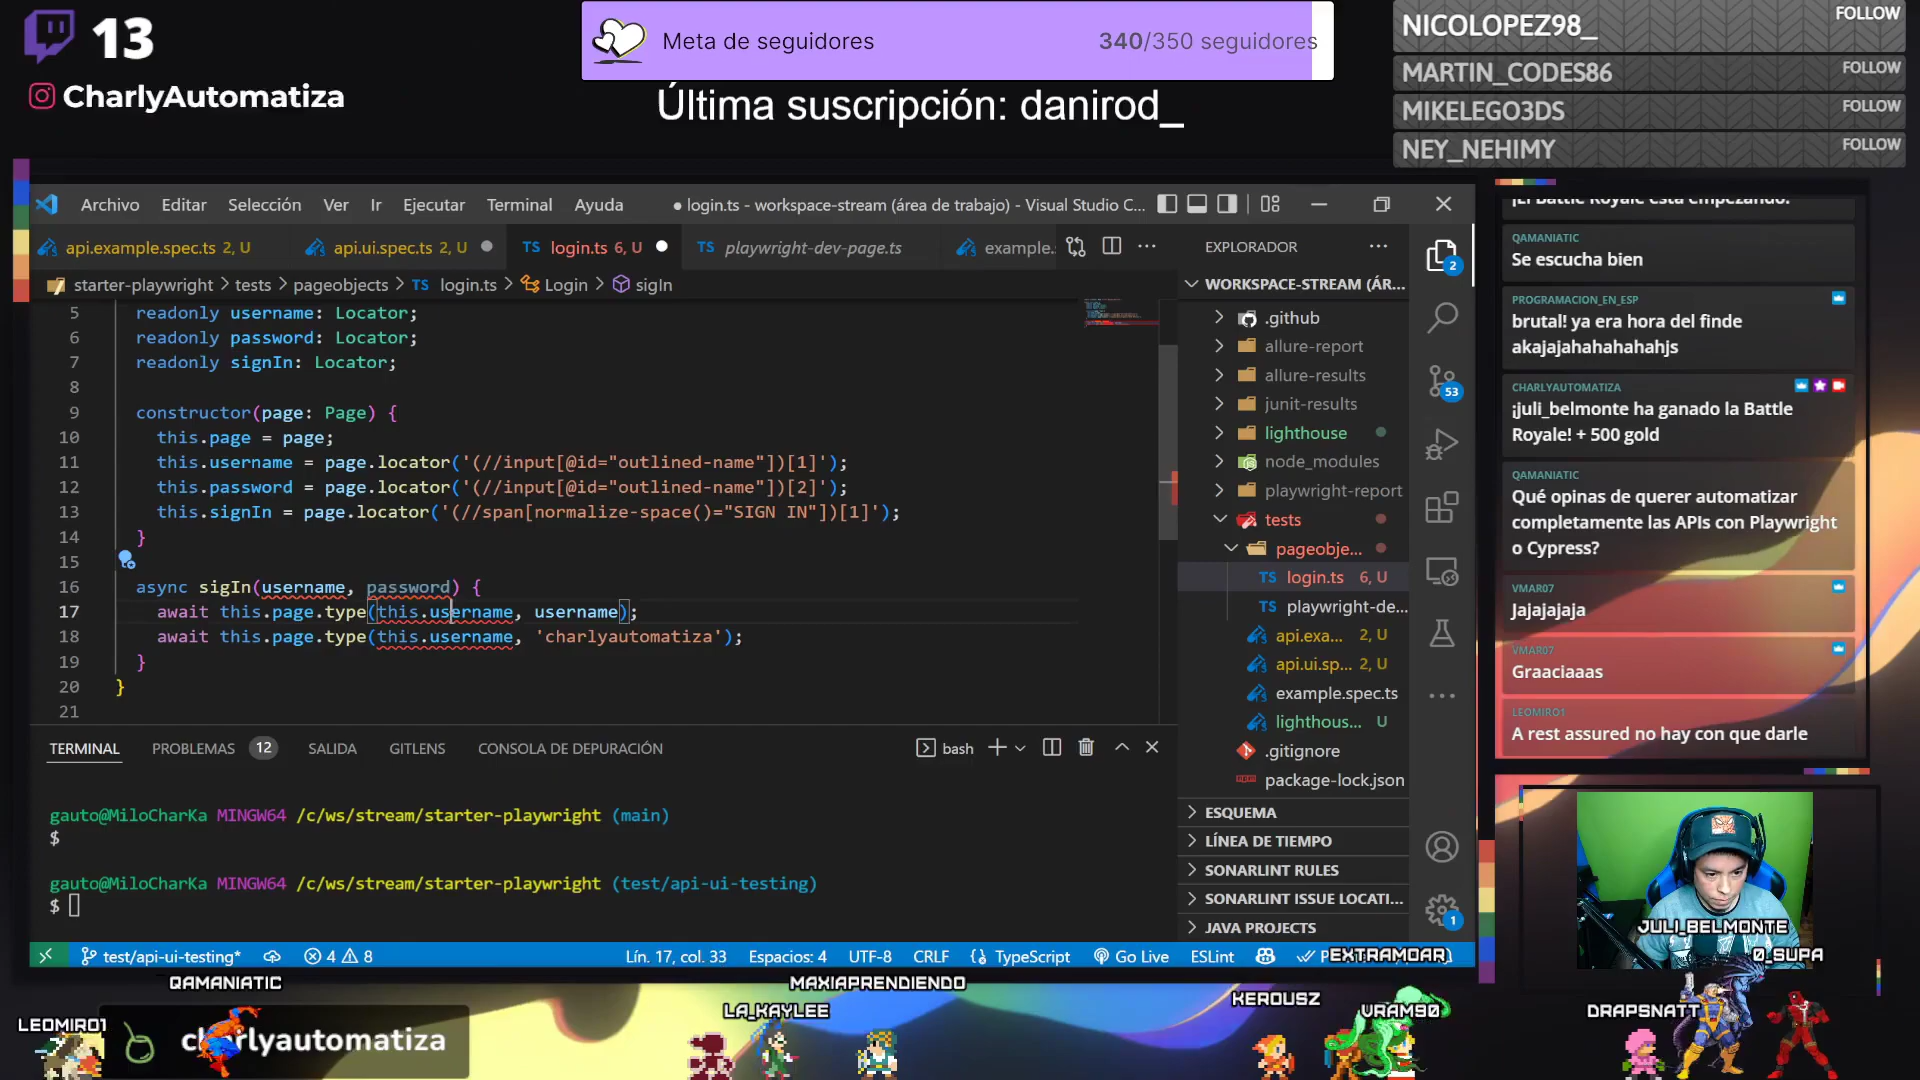 13
CharlyAutomatiza
Meta de seguidores
340/350 seguidores
Última suscripción: danirod_
NICOLOPEZ98_ FOLLOW
MARTIN_CODES86 FOLLOW
MIKELEGO3DS FOLLOW
NEY_NEHIMY FOLLOW
Archivo Editar Selección Ver Ir Ejecutar Terminal Ayuda
● login.ts - workspace-stream (área de trabajo) - Visual Studio C...
api.example.spec.ts 2, U
api.ui.spec.ts 2, U
TS login.ts 6, U
TS playwright-dev-page.ts
example.
starter-playwright > tests > pageobjects > TS login.ts > Login > sigIn
5 readonly username: Locator;
6 readonly password: Locator;
7 readonly signIn: Locator;
8
9 constructor(page: Page) {
10 this.page = page;
11 this.username = page.locator('(//input[@id="outlined-name"])[1]');
12 this.password = page.locator('(//input[@id="outlined-name"])[2]');
13 this.signIn = page.locator('(//span[normalize-space()="SIGN IN"])[1]');
14 }
15
16 async sigIn(username, password) {
17 await this.page.type(this.username, username);
18 await this.page.type(this.username, 'charlyautomatiza');
19 }
20 }
21
TERMINAL PROBLEMAS 12 SALIDA GITLENS CONSOLA DE DEPURACIÓN
bash
gauto@MiloCharKa MINGW64 /c/ws/stream/starter-playwright (main)
$
gauto@MiloCharKa MINGW64 /c/ws/stream/starter-playwright (test/api-ui-testing)
$
EXPLORADOR
WORKSPACE-STREAM (ÁR...
.github
allure-report
allure-results
junit-results
lighthouse
node_modules
playwright-report
tests
pageobje...
TS login.ts 6, U
TS playwright-de...
api.exa... 2, U
api.ui.sp... 2, U
example.spec.ts
lighthous... U
.gitignore
package-lock.json
ESQUEMA
LÍNEA DE TIEMPO
SONARLINT RULES
SONARLINT ISSUE LOCATI...
JAVA PROJECTS
2
53
1
test/api-ui-testing*
4 8
Lín. 17, col. 33
Espacios: 4
UTF-8
CRLF
TypeScript
Go Live
ESLint
¡El Battle Royale está empezando!
QAMANIATIC
Se escucha bien
PROGRAMACION_EN_ESP
brutal! ya era hora del finde
akajajahahahahahjs
CHARLYAUTOMATIZA
¡juli_belmonte ha ganado la Battle
Royale! + 500 gold
QAMANIATIC
Qué opinas de querer automatizar
completamente las APIs con Playwright
o Cypress?
VMAR07
Jajajajaja
VMAR07
Graaciaaas
LEOMIRO1
A rest assured no hay con que darle
JULI_BELMONTE
0_SUPA
EXTRAMDAR
QAMANIATIC
MAXIAPRENDIENDO
LA_KAYLEE
KEROUSZ
VRAM90
DRAPSNATT
LEOMIRO1
charlyautomatiza